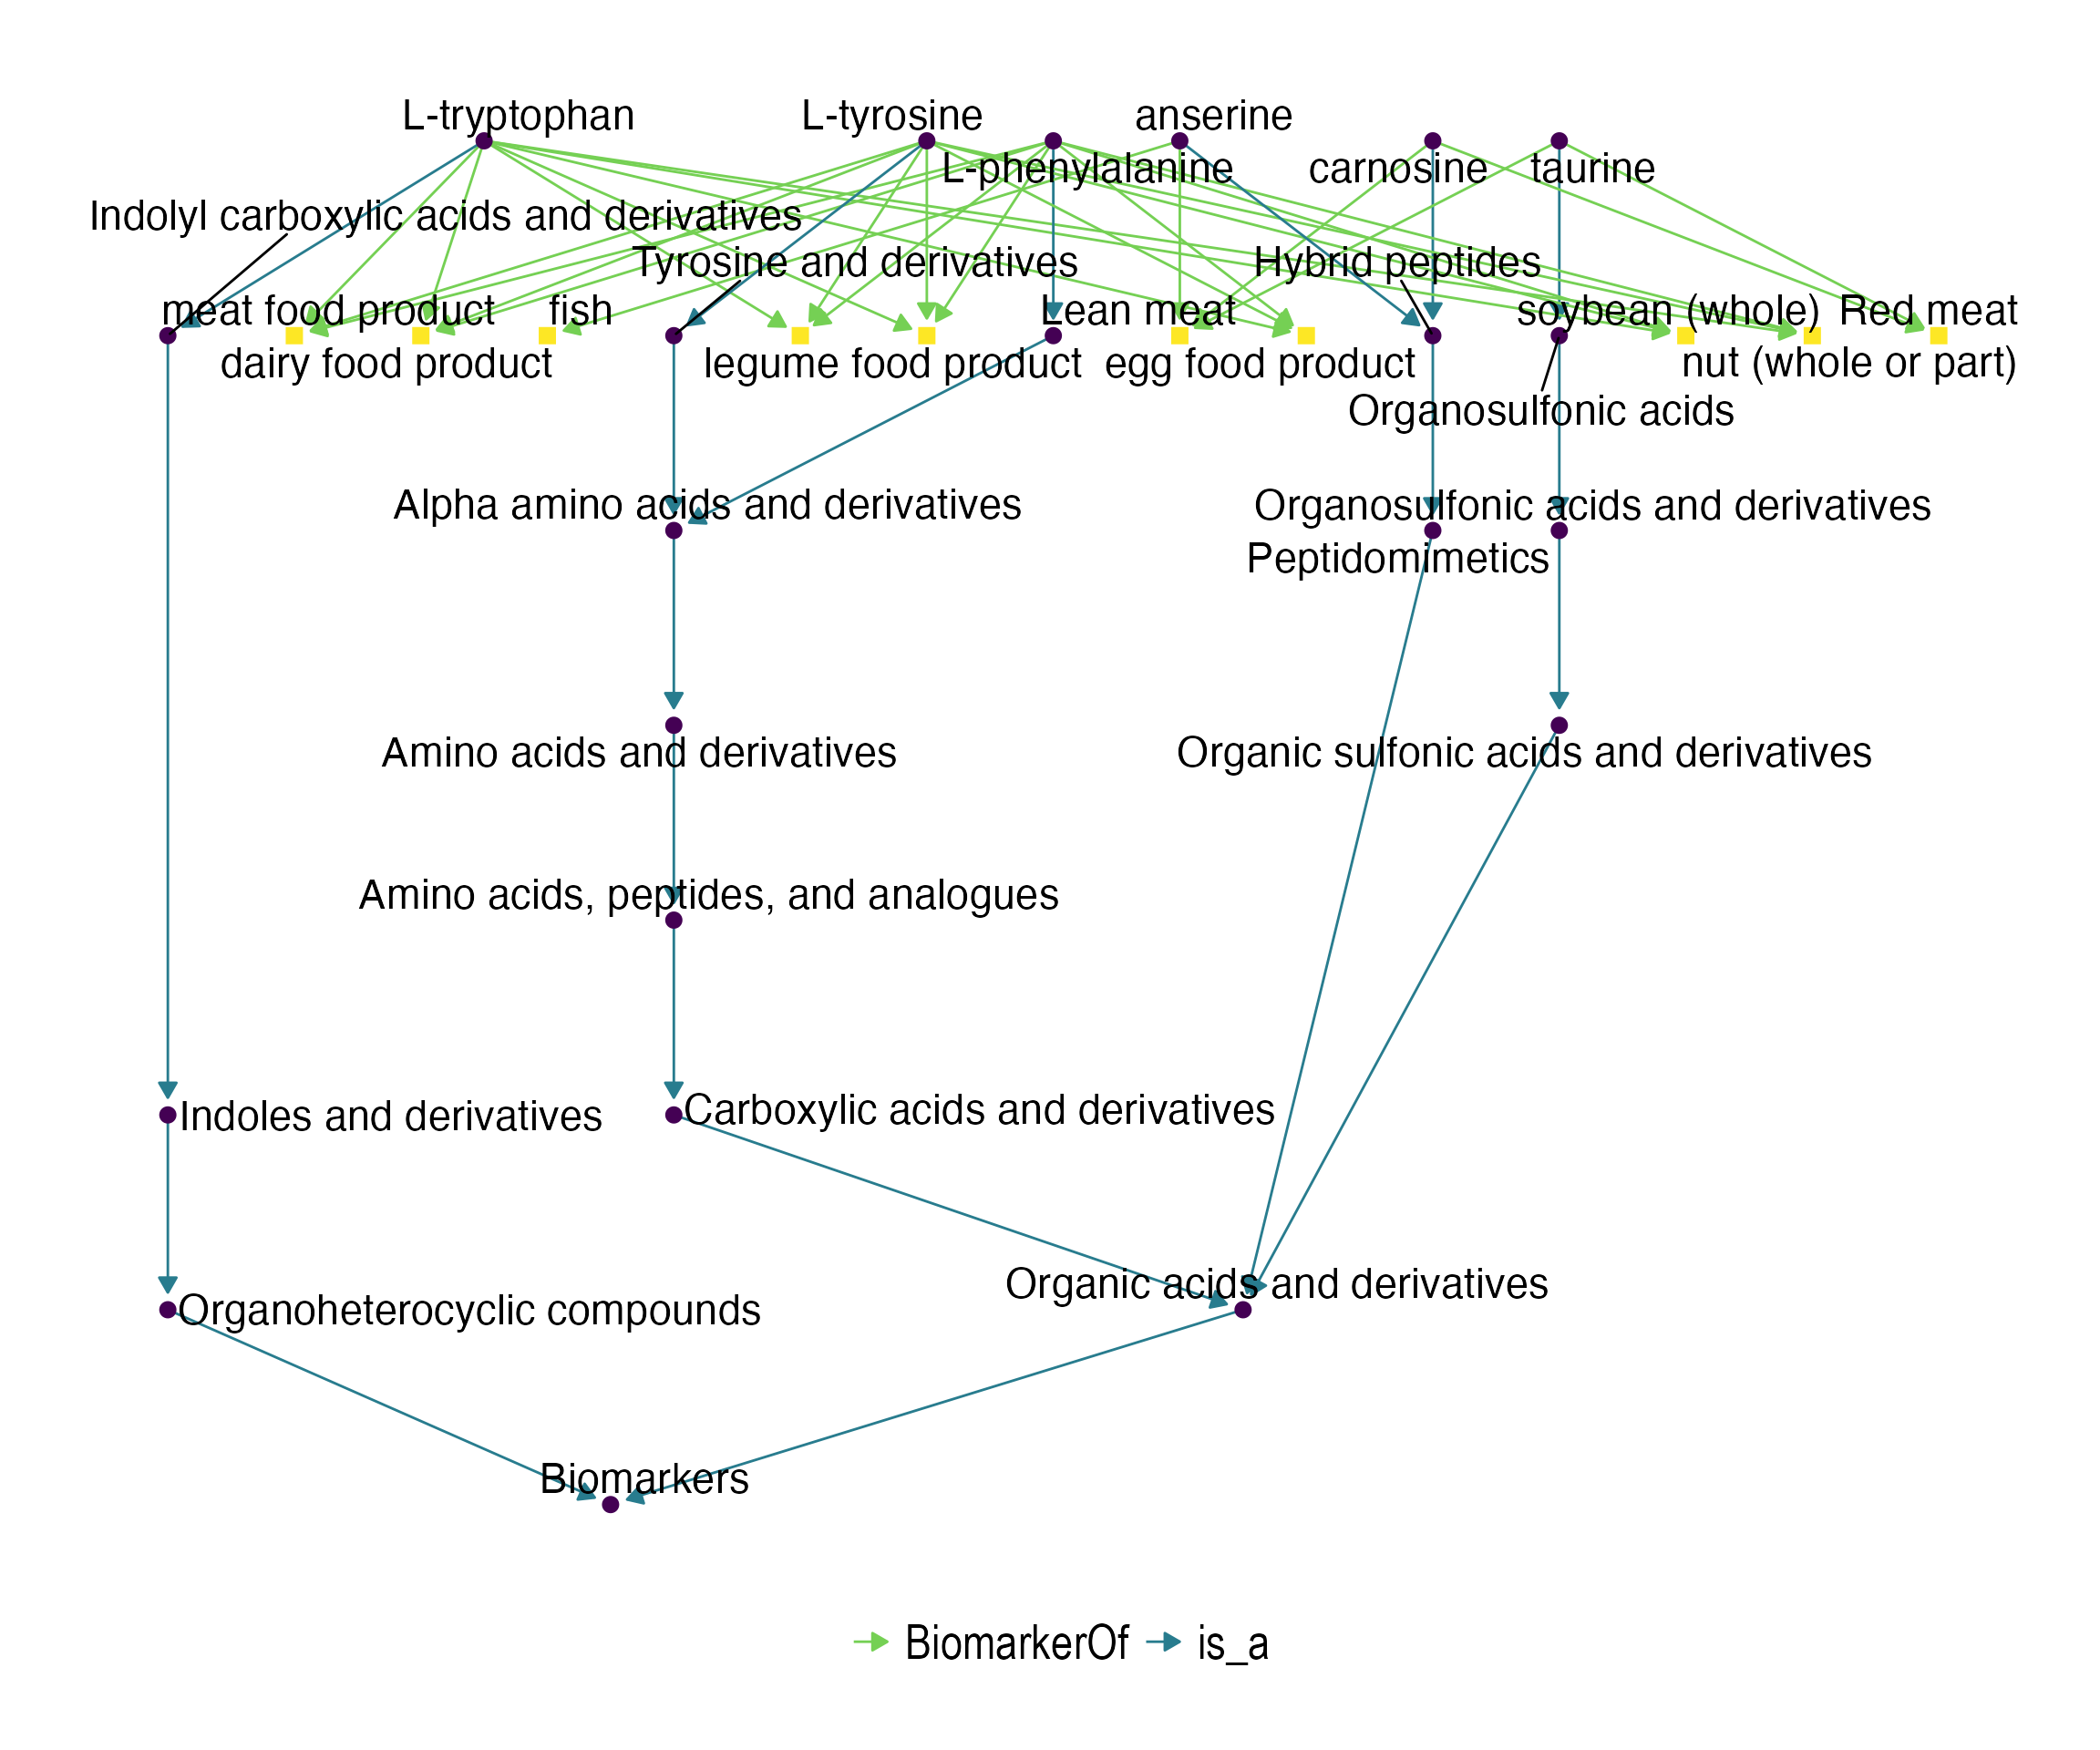 L-tryptophan
L-tyrosine
anserine
L-phenylalanine
carnosine
taurine
Indolyl carboxylic acids and derivatives
Tyrosine and derivatives
Hybrid peptides
meat food product
fish
Lean meat
soybean (whole)
Red meat
dairy food product
legume food product
egg food product
nut (whole or part)
Organosulfonic acids
Alpha amino acids and derivatives
Organosulfonic acids and derivatives
Peptidomimetics
Amino acids and derivatives
Organic sulfonic acids and derivatives
Amino acids, peptides, and analogues
Indoles and derivatives
Carboxylic acids and derivatives
Organic acids and derivatives
Organoheterocyclic compounds
Biomarkers
BiomarkerOf
is_a